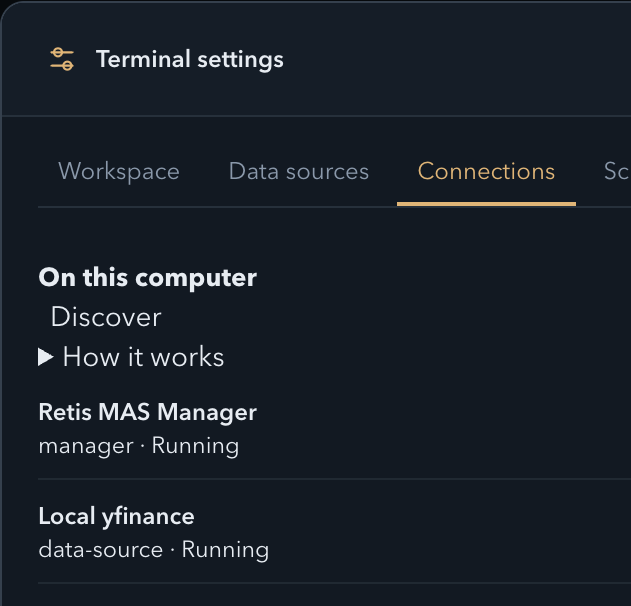 Terminal settings
Workspace Data sources Connections Sc
On this computer
Discover
How it works
Retis MAS Manager
manager · Running
Local yfinance
data-source · Running